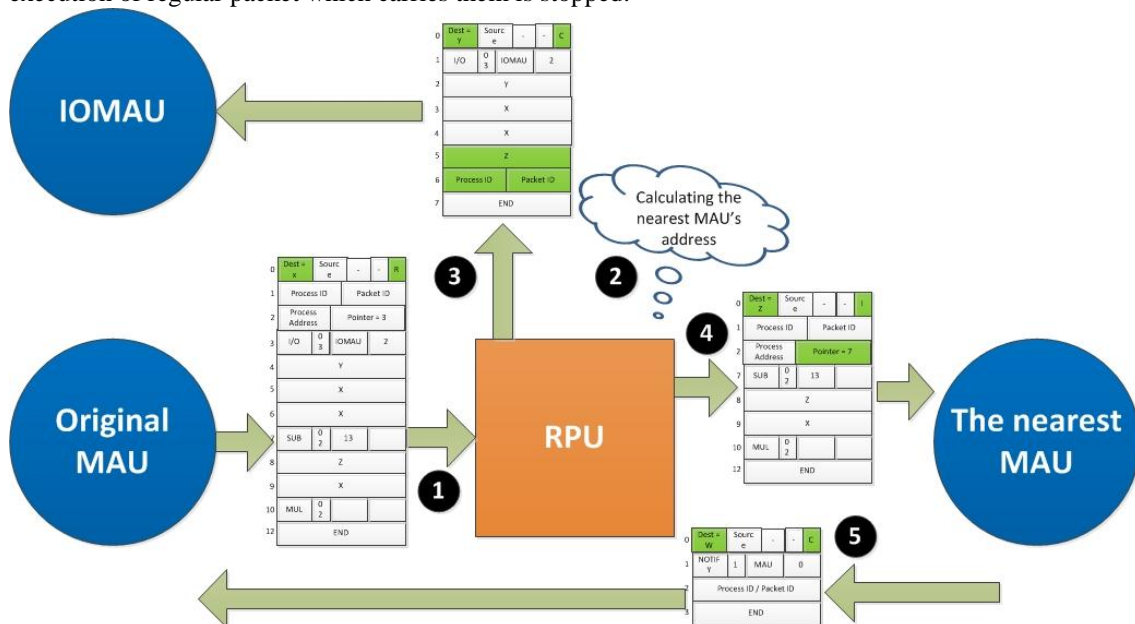 execution of regular packet which carries them is stopped.
IOMAU
0 Dest = Y Sourc e - - C
1 I/O 0 3 IOMAU 2
2 Y
3 X
4 X
5 Z
6 Process ID Packet ID
7 END
Calculating the
nearest MAU's
address
3
2
0 Dest = x Sourc e - - R
1 Process ID Packet ID
2 Process Address Pointer = 3
3 I/O 0 3 IOMAU 2
4 Y
5 X
6 X
7 SUB 0 2 13
8 Z
9 X
10 MUL 0 2
12 END
Original
MAU
1
RPU
4
0 Dest = Z Sourc e - - I
1 Process ID Packet ID
2 Process Address Pointer = 7
7 SUB 0 2 13
8 Z
9 X
10 MUL 0 2
12 END
The nearest
MAU
5
0 Dest = W Sourc e - - C
1 NOTIF Y 1 MAU 0
2 Process ID / Packet ID
3 END